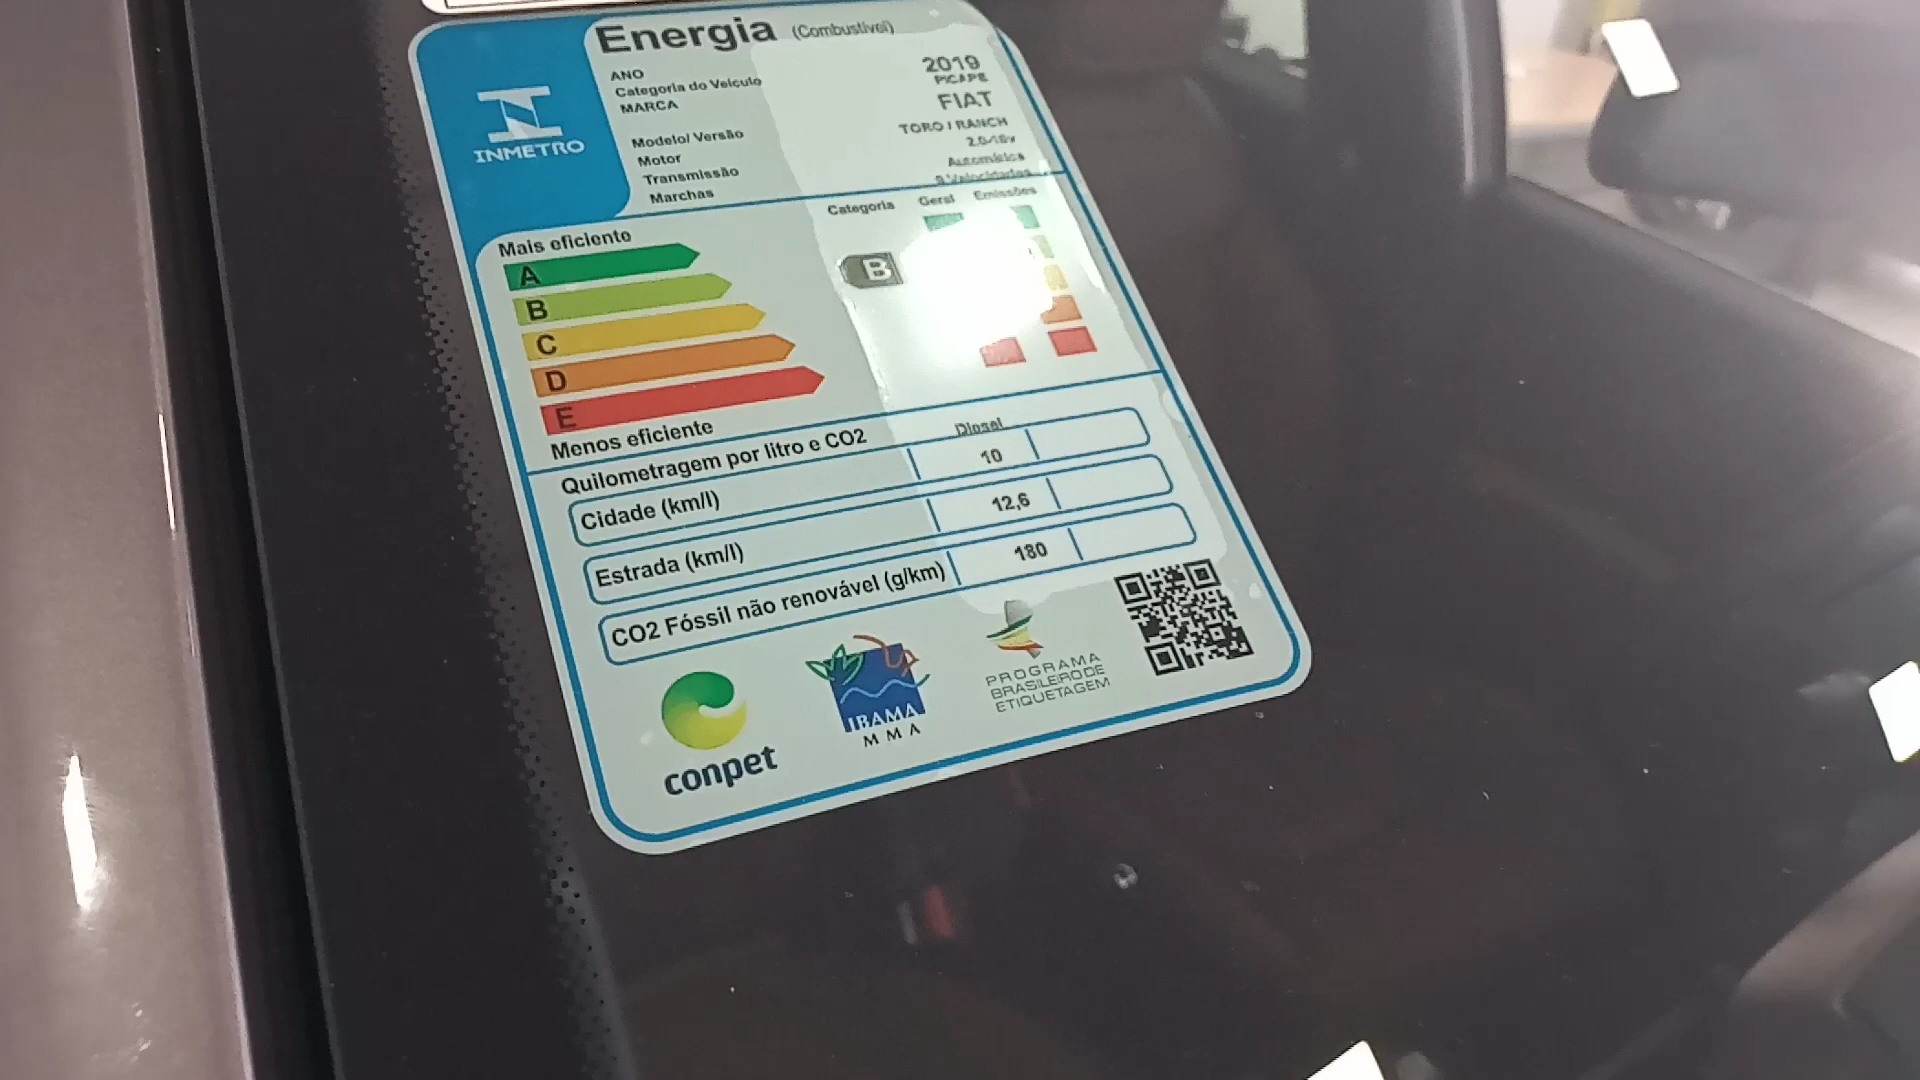 Energia (Combustível)
INMETRO
ANO 2019
Categoria do Veículo PICAPE
MARCA FIAT
Modelo/ Versão TORO / RANCH
Motor 2.0-16v
Transmissão Automática
Marchas 9 Velocidades
Categoria Geral Emissões
Mais eficiente
A
B
C
D
E
B
Menos eficiente
Quilometragem por litro e CO2 Diesel
Cidade (km/l) 10
Estrada (km/l) 12,6
CO2 Fóssil não renovável (g/km) 180
conpet
IBAMA
M M A
PROGRAMA
BRASILEIRO DE
ETIQUETAGEM